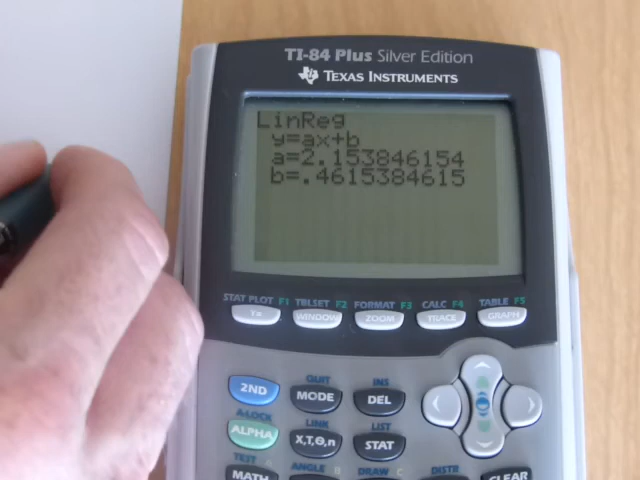 TI-84 Plus Silver Edition
TEXAS INSTRUMENTS
LinReg
y=ax+b
a=2.153846154
b=.4615384615
STAT PLOT F1 TBLSET F2 FORMAT F3 CALC F4 TABLE F5
Y= WINDOW ZOOM TRACE GRAPH
QUIT INS
2ND MODE DEL
A-LOCK LINK LIST
ALPHA X,T,Θ,n STAT
TEST A ANGLE B DRAW C DISTR
MATH CLEAR